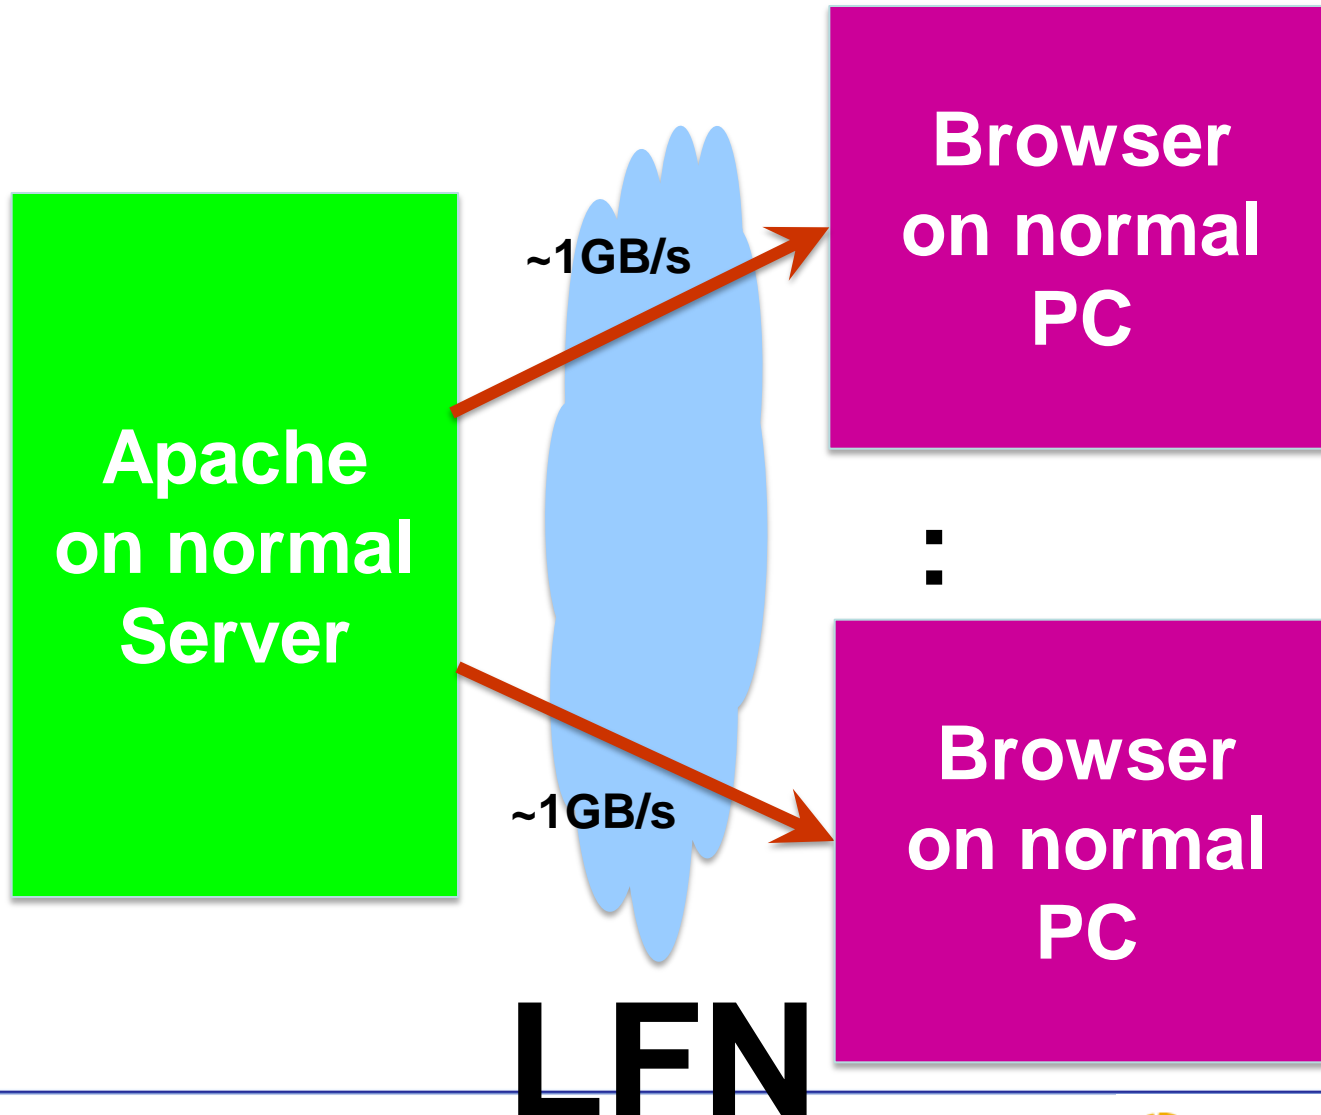 Browser
on normal
PC
~1GB/s
Apache
on normal
Server
:
Browser
on normal
PC
~1GB/s
LFN